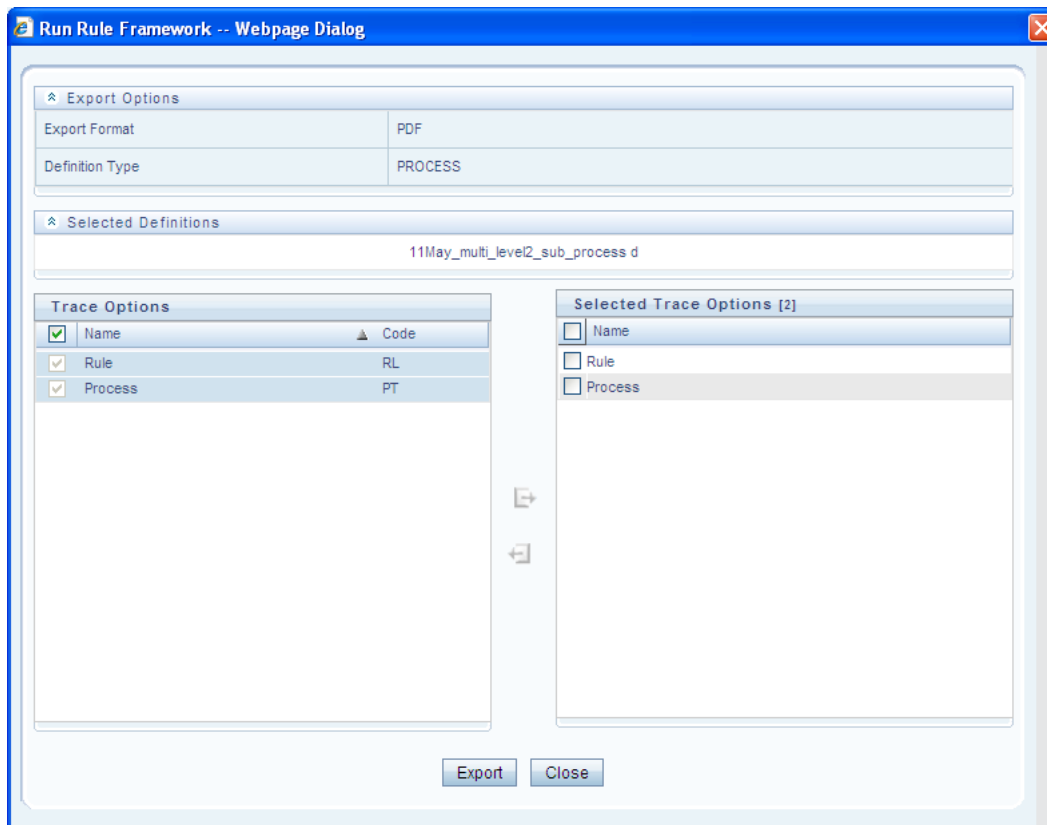 Run Rule Framework -- Webpage Dialog
Export Options
Export Format PDF
Definition Type PROCESS
Selected Definitions
11May_multi_level2_sub_process d
Trace Options
Name Code
Rule RL
Process PT
Selected Trace Options [2]
Name
Rule
Process
Export Close